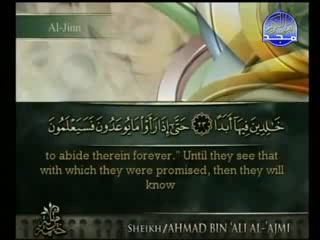 Al-Jinn
المجد
خَٰلِدِينَ فِيهَآ أَبَدًا ﴿٢٣﴾ حَتَّىٰٓ إِذَا رَأَوْا۟ مَا يُوعَدُونَ فَسَيَعْلَمُونَ
to abide therein forever." Until they see that
with which they were promised, then they will
know
SHEIKH/AHMAD BIN 'ALI AL-'AJMI